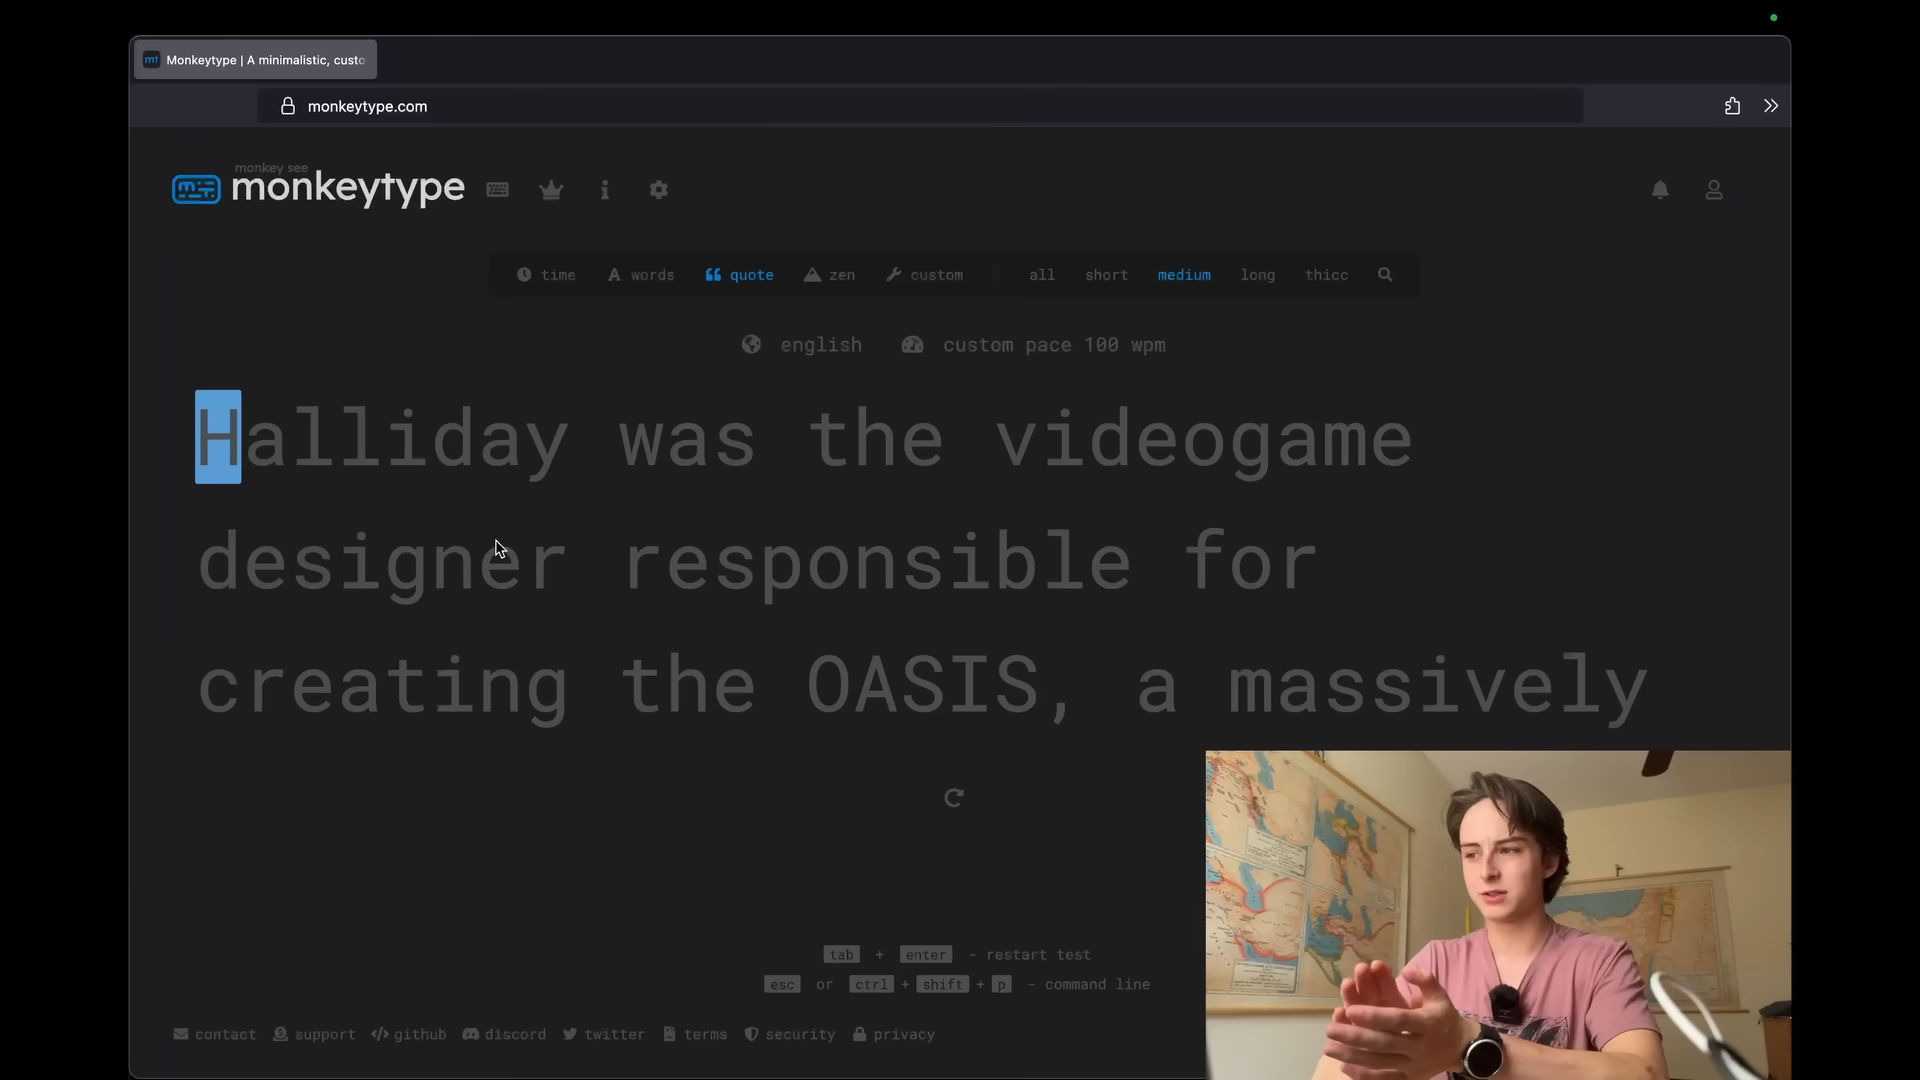 Monkeytype | A minimalistic, custo
monkeytype.com
monkey see
monkeytype
time words quote zen custom all short medium long thicc
english custom pace 100 wpm
Halliday was the videogame
designer responsible for
creating the OASIS, a massively
tab + enter - restart test
esc or ctrl + shift + p - command line
contact support github discord twitter terms security privacy